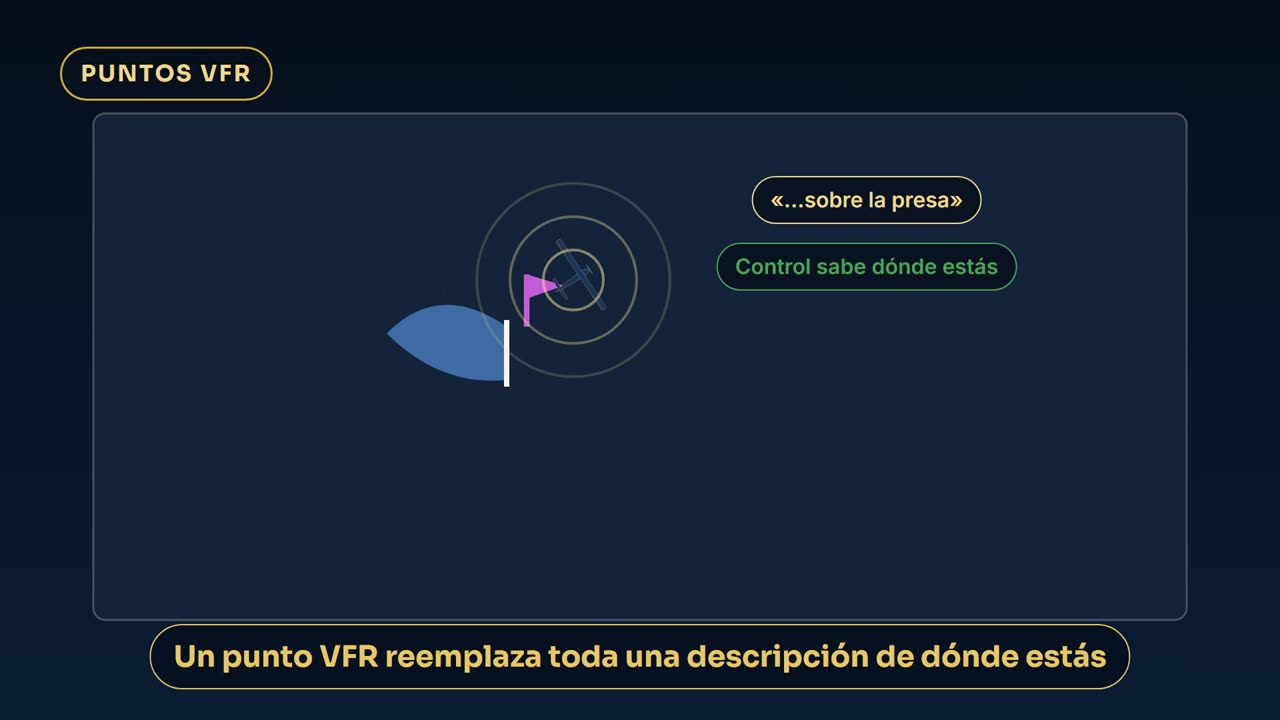 PUNTOS VFR
«...sobre la presa»
Control sabe dónde estás
Un punto VFR reemplaza toda una descripción de dónde estás